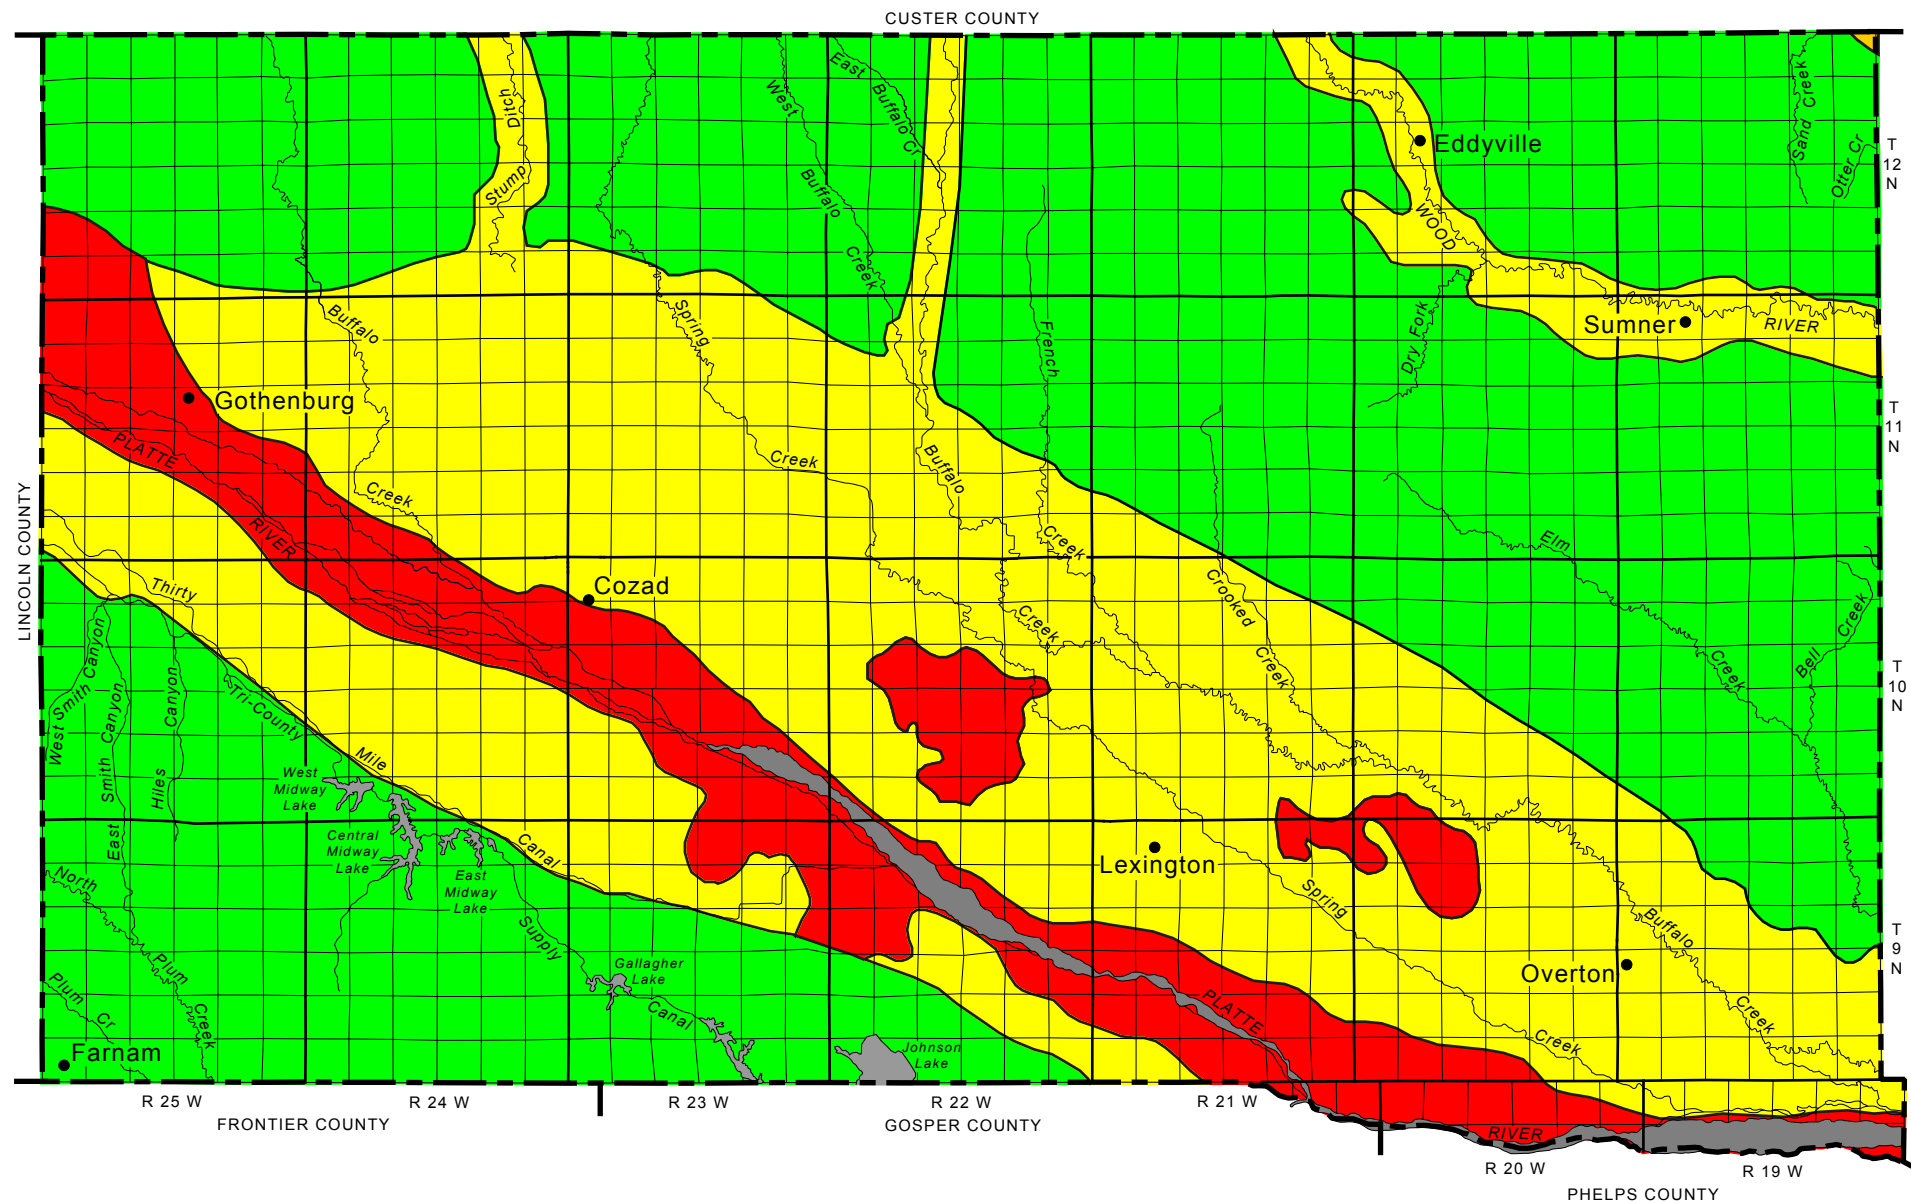 CUSTER COUNTY
East
Buffalo Cr
West
Buffalo
Creek
Ditch
Stump
Sand Creek
Otter Cr
T
12
N
Eddyville
WOOD
Buffalo
Spring
French
Dry Fork
Sumner
RIVER
Gothenburg
T
11
N
PLATTE
Creek
Creek
Buffalo
LINCOLN COUNTY
RIVER
Creek
Elm
Thirty
Cozad
Crooked
Creek
Creek
Bell
Creek
West Smith Canyon
East Smith Canyon
Hiles Canyon
Tri-County
Creek
T
10
N
Mile
West
Midway
Lake
Central
Midway
Lake
Canal
East
Midway
Lake
Lexington
North
Plum
Creek
Spring
Buffalo
Supply
T
9
N
Gallagher
Lake
Overton
Plum
Cr
Canal
PLATTE
Creek
Creek
Farnam
Johnson
Lake
R 25 W
R 24 W
R 23 W
R 22 W
R 21 W
FRONTIER COUNTY
GOSPER COUNTY
RIVER
R 20 W
R 19 W
PHELPS COUNTY